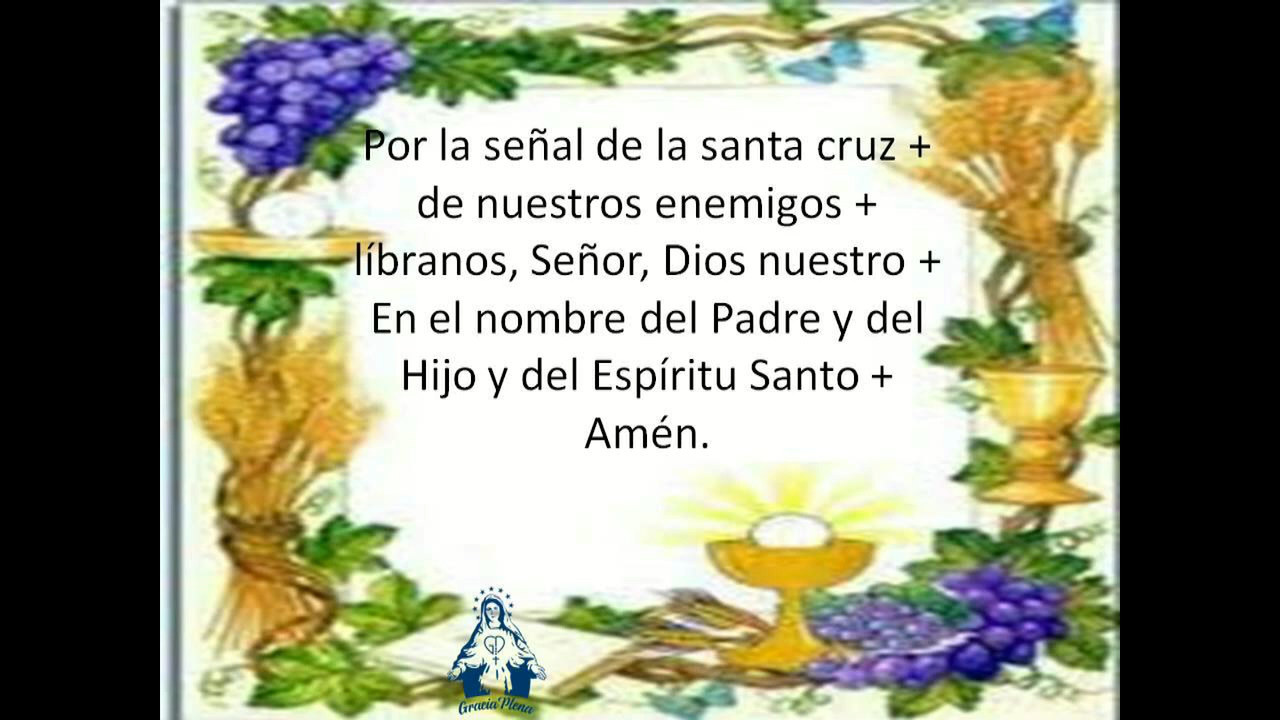 Por la señal de la santa cruz +
de nuestros enemigos +
líbranos, Señor, Dios nuestro +
En el nombre del Padre y del
Hijo y del Espíritu Santo +
Amén.
GP
Gracia Plena